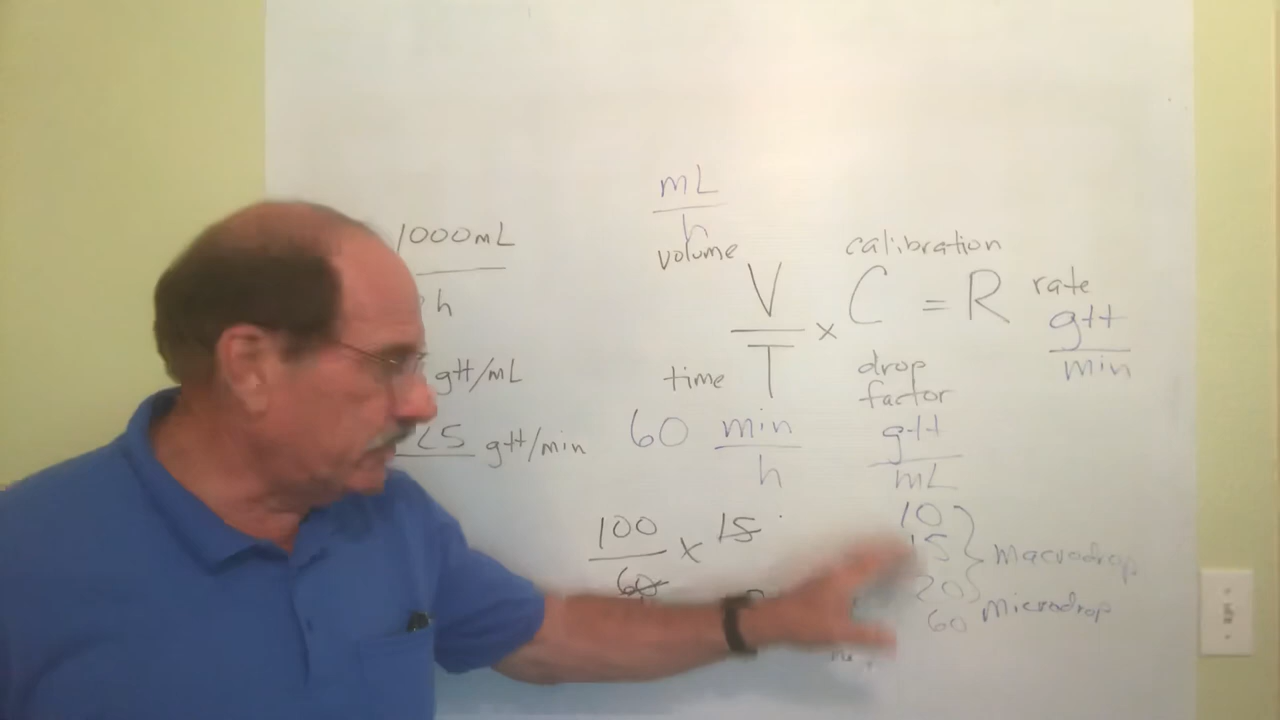 1000mL
h
gtt/mL
25 gtt/min
mL
h
volume
V
time T
60 min
h
x
calibration
C = R rate
gtt
min
drop
factor
gtt
mL
10
15
20 macrodrop
60 microdrop
100 x 15
60